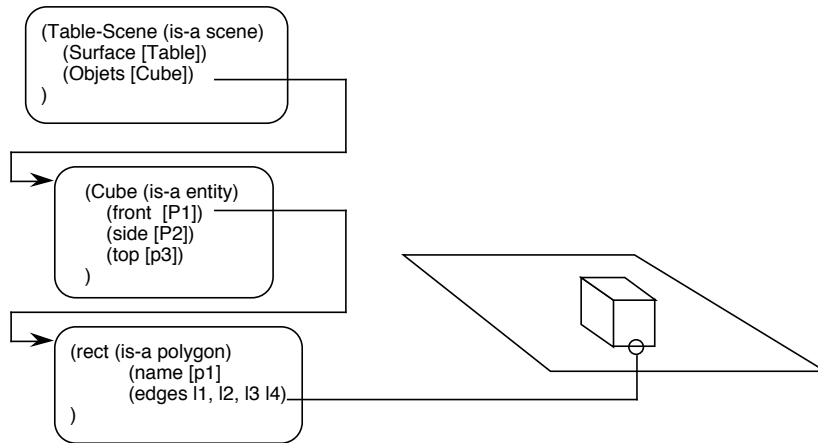 (Table-Scene (is-a scene)
(Surface [Table])
(Objets [Cube])
)
(Cube (is-a entity)
(front [P1])
(side [P2])
(top [p3])
)
(rect (is-a polygon)
(name [p1]
(edges l1, l2, l3 l4)
)